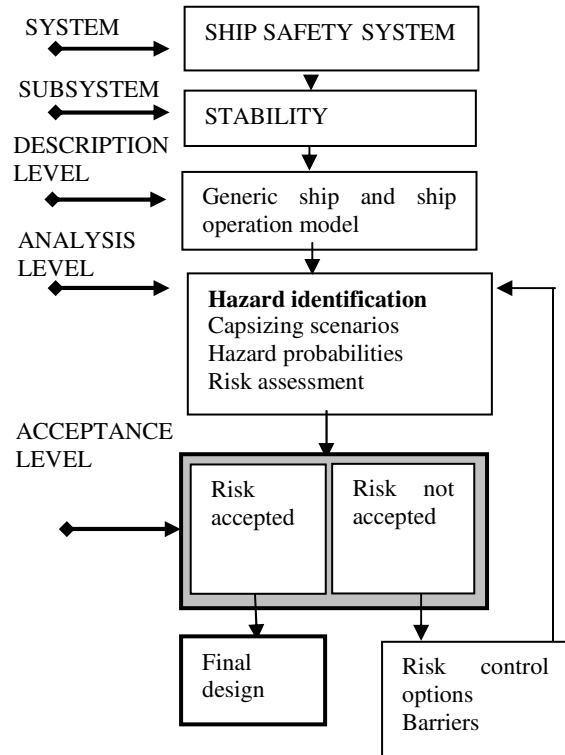 SYSTEM
SHIP SAFETY SYSTEM
SUBSYSTEM
STABILITY
DESCRIPTION
LEVEL
Generic ship and ship
operation model
ANALYSIS
LEVEL
Hazard identification
Capsizing scenarios
Hazard probabilities
Risk assessment
ACCEPTANCE
LEVEL
Risk
accepted
Risk not
accepted
Final
design
Risk control
options
Barriers